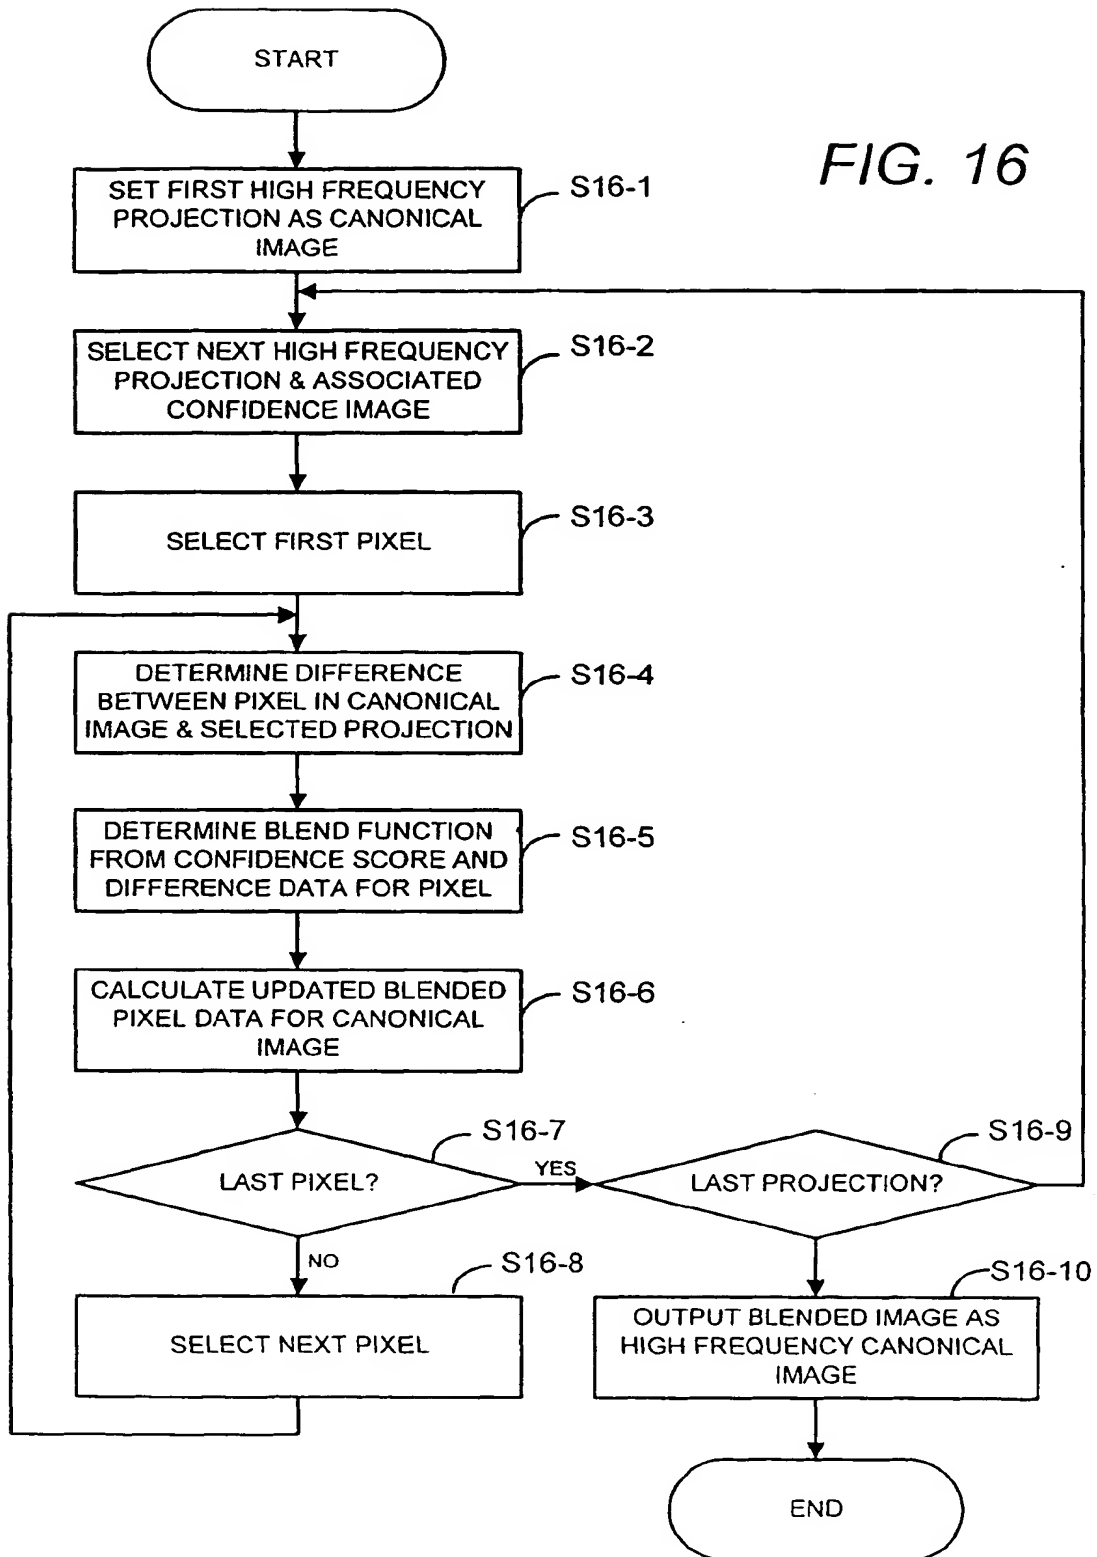 START
FIG. 16
SET FIRST HIGH FREQUENCY
PROJECTION AS CANONICAL
IMAGE
S16-1
SELECT NEXT HIGH FREQUENCY
PROJECTION & ASSOCIATED
CONFIDENCE IMAGE
S16-2
SELECT FIRST PIXEL
S16-3
DETERMINE DIFFERENCE
BETWEEN PIXEL IN CANONICAL
IMAGE & SELECTED PROJECTION
S16-4
DETERMINE BLEND FUNCTION
FROM CONFIDENCE SCORE AND
DIFFERENCE DATA FOR PIXEL
S16-5
CALCULATE UPDATED BLENDED
PIXEL DATA FOR CANONICAL
IMAGE
S16-6
LAST PIXEL?
S16-7
YES
LAST PROJECTION?
S16-9
NO
SELECT NEXT PIXEL
S16-8
OUTPUT BLENDED IMAGE AS
HIGH FREQUENCY CANONICAL
IMAGE
S16-10
END